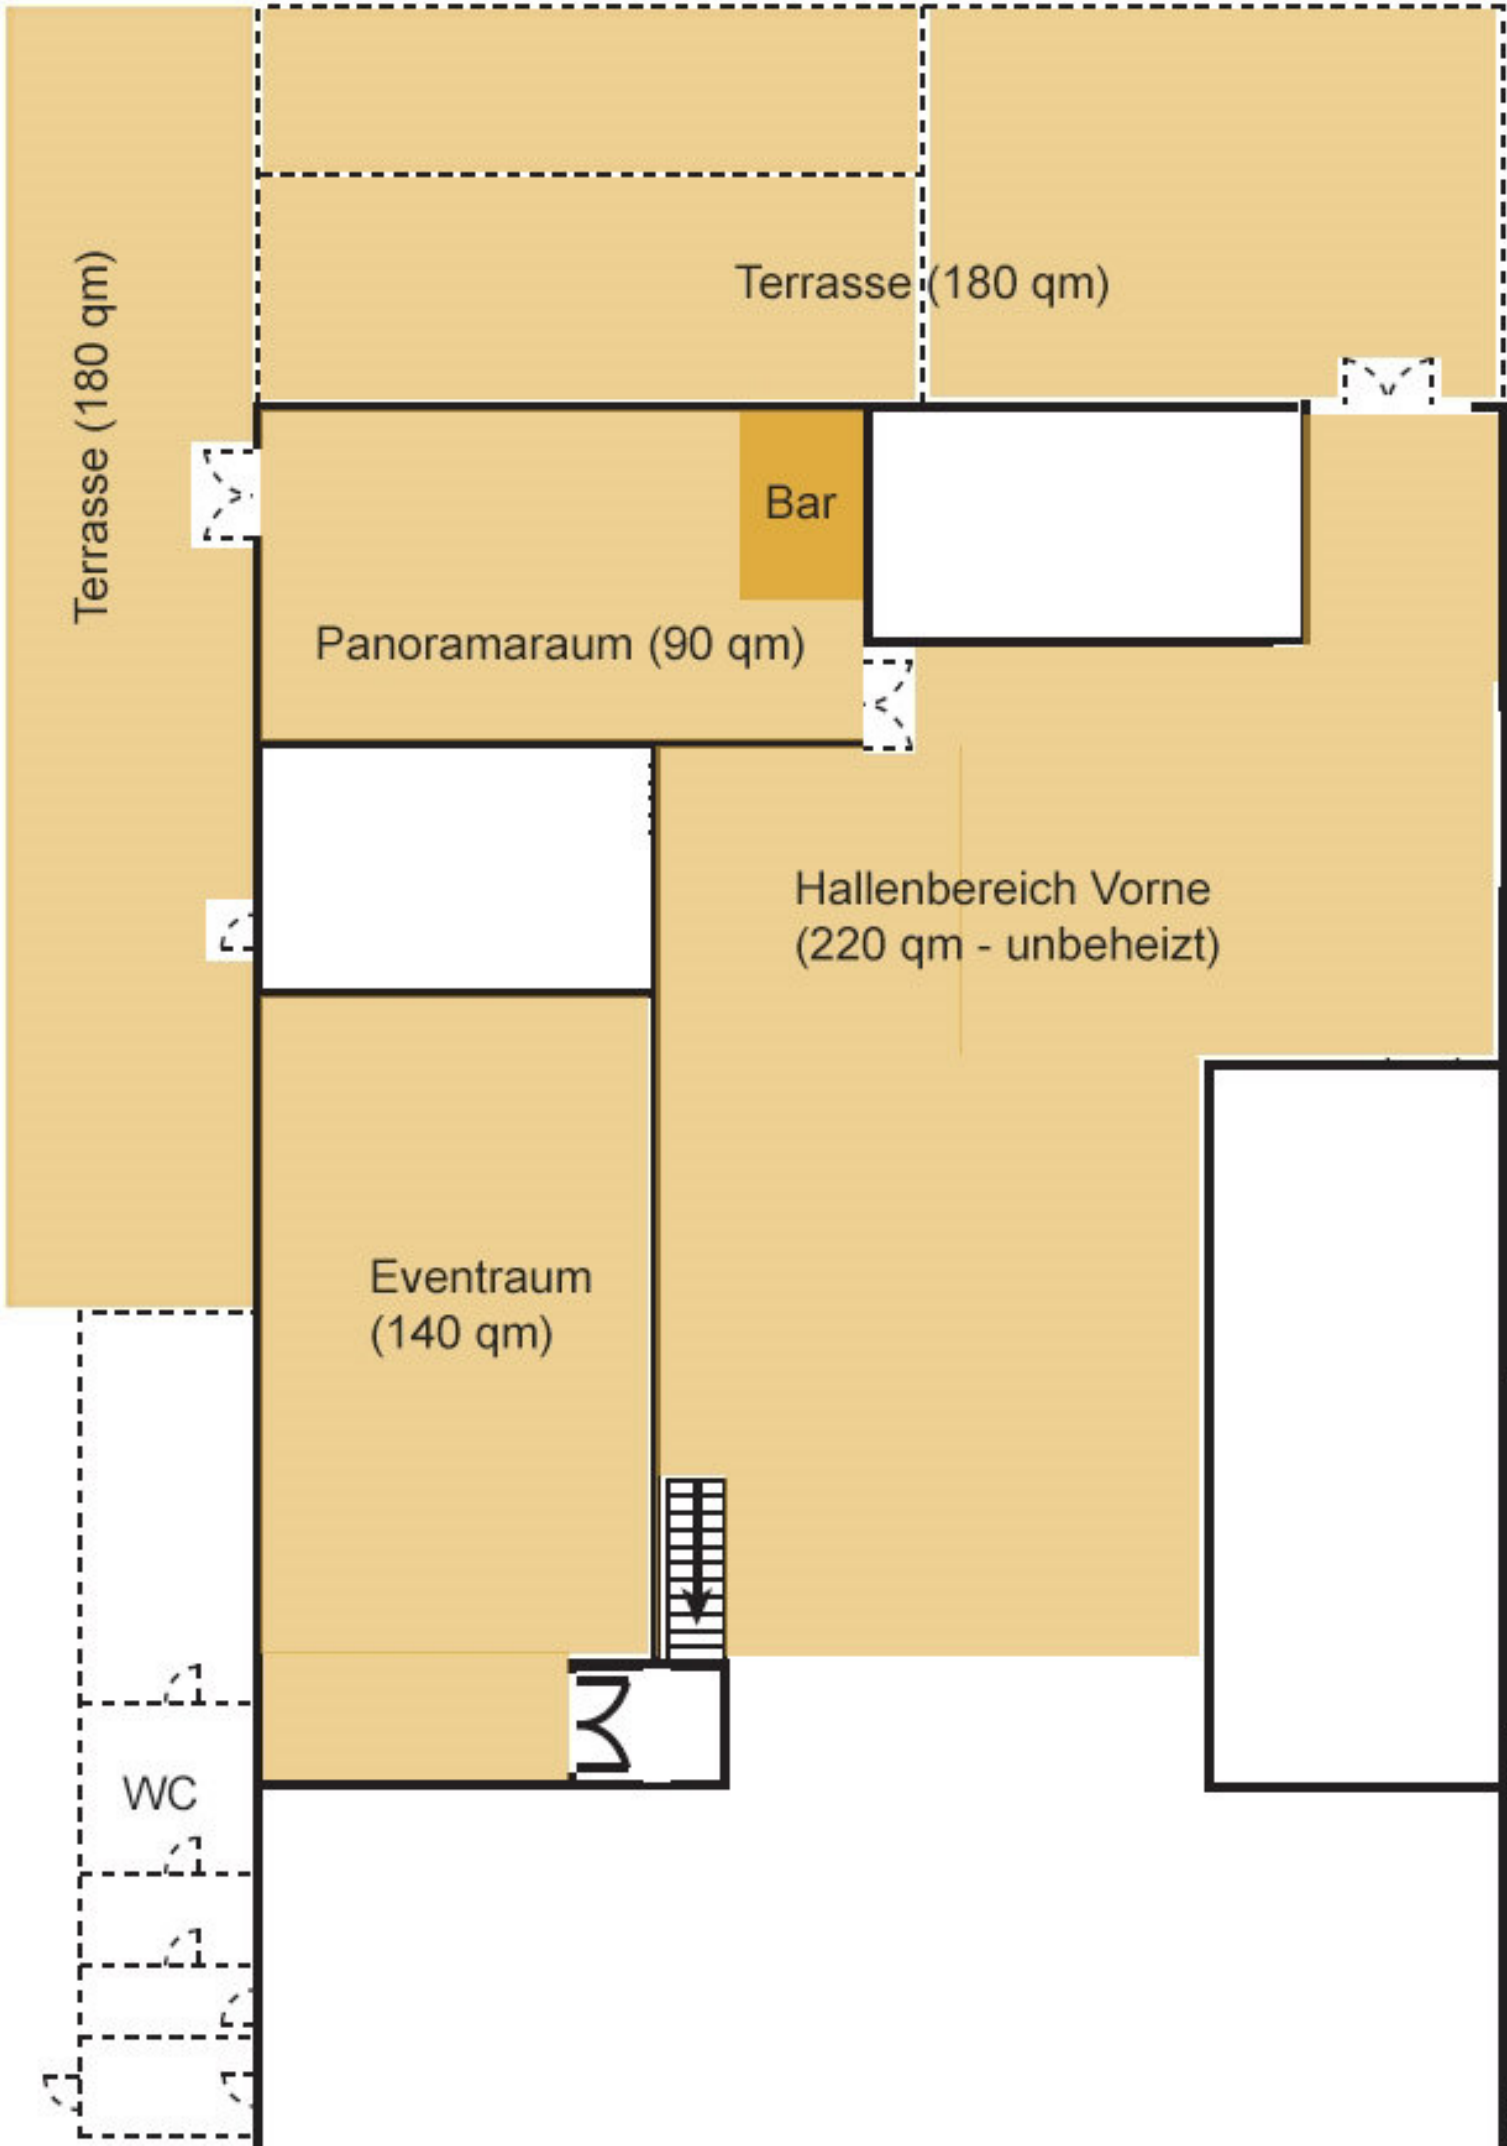 Terrasse (180 qm)
Terrasse (180 qm)
Bar
Panoramaraum (90 qm)
Hallenbereich Vorne
(220 qm - unbeheizt)
Eventraum
(140 qm)
WC